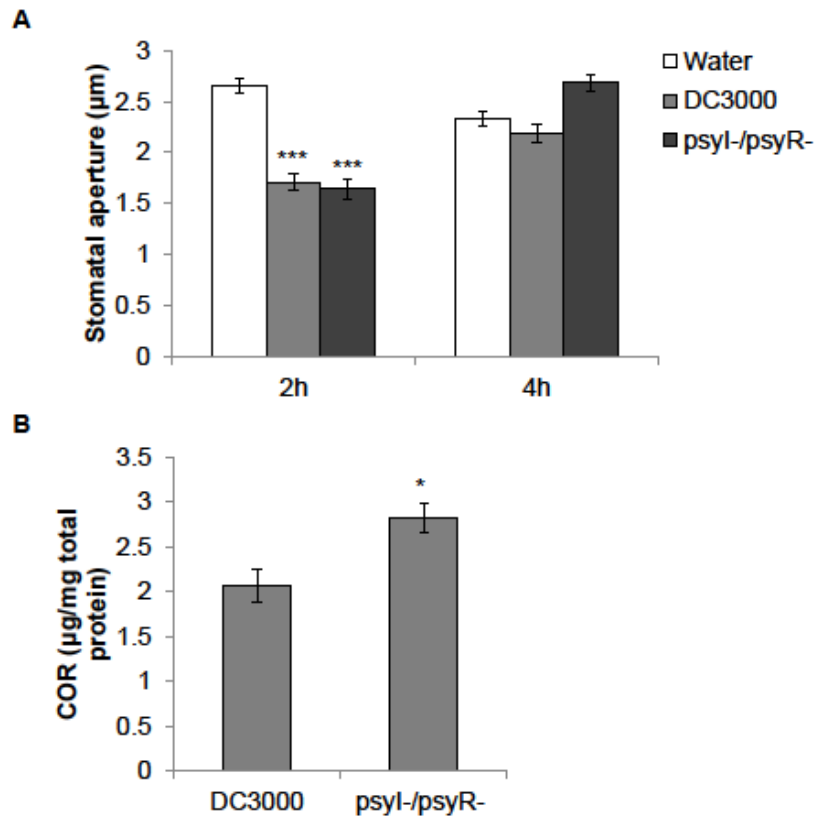 A
Stomatal aperture (μm)
3
2.5
2
1.5
1
0.5
0
*** ***
2h 4h
Water
DC3000
psyI-/psyR-
B
COR (μg/mg total
protein)
3.5
3
2.5
2
1.5
1
0.5
0
*
DC3000 psyI-/psyR-